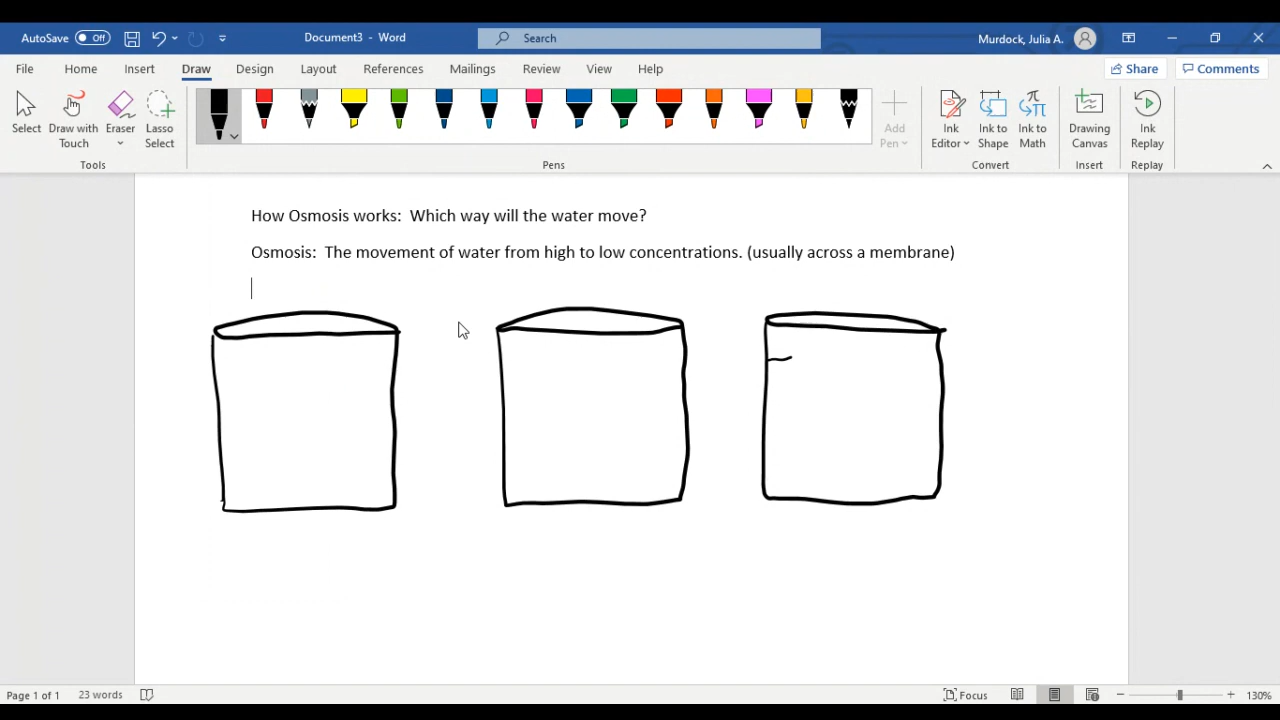 AutoSave Off Document3 - Word Search Murdock, Julia A.
File Home Insert Draw Design Layout References Mailings Review View Help Share Comments
Select Draw with Touch Eraser Lasso Select Add Pen Ink Editor Ink to Shape Ink to Math Drawing Canvas Ink Replay
Tools Pens Convert Insert Replay
How Osmosis works: Which way will the water move?
Osmosis: The movement of water from high to low concentrations. (usually across a membrane)
Page 1 of 1 23 words Focus 130%